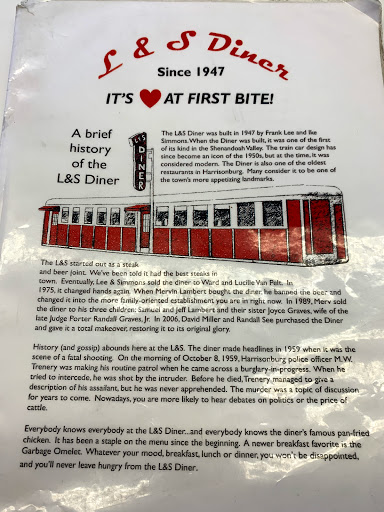 L & S Diner
Since 1947
IT'S AT FIRST BITE!
A brief
history
of the
L&S Diner
L&S
DINER
The L&S Diner was built in 1947 by Frank Lee and Ike
Simmons. When the Diner was built, it was one of the first
of its kind in the Shenandoah Valley. The train car design has
since become an icon of the 1950s, but at the time, it was
considered modern. The Diner is also one of the oldest
restaurants in Harrisonburg. Many consider it to be one of
the town's more appetizing landmarks.
The L&S started out as a steak
and beer joint. We've been told it had the best steaks in
town. Eventually, Lee & Simmons sold the diner to Ward and Lucille Van Pelt. In
1975, it changed hands again. When Mervin Lambert bought the diner, he banned the beer and
changed it into the more family-oriented establishment you are in right now. In 1989, Merv sold
the diner to his three children: Samuel and Jeff Lambert and their sister Joyce Graves, wife of the
late Judge Porter Randall Graves, Jr. In 2006, David Miller and Randall See purchased the Diner
and gave it a total makeover, restoring it to its original glory.
History (and gossip) abounds here at the L&S. The diner made headlines in 1959 when it was the
scene of a fatal shooting. On the morning of October 8, 1959, Harrisonburg police officer M.W.
Trenery was making his routine patrol when he came across a burglary-in-progress. When he
tried to intercede, he was shot by the intruder. Before he died, Trenery managed to give a
description of his assailant, but he was never apprehended. The murder was a topic of discussion
for years to come. Nowadays, you are more likely to hear debates on politics or the price of
cattle.
Everybody knows everybody at the L&S Diner...and everybody knows the diner's famous pan-fried
chicken. It has been a staple on the menu since the beginning. A newer breakfast favorite is the
Garbage Omelet. Whatever your mood, breakfast, lunch or dinner, you won't be disappointed,
and you'll never leave hungry from the L&S Diner.